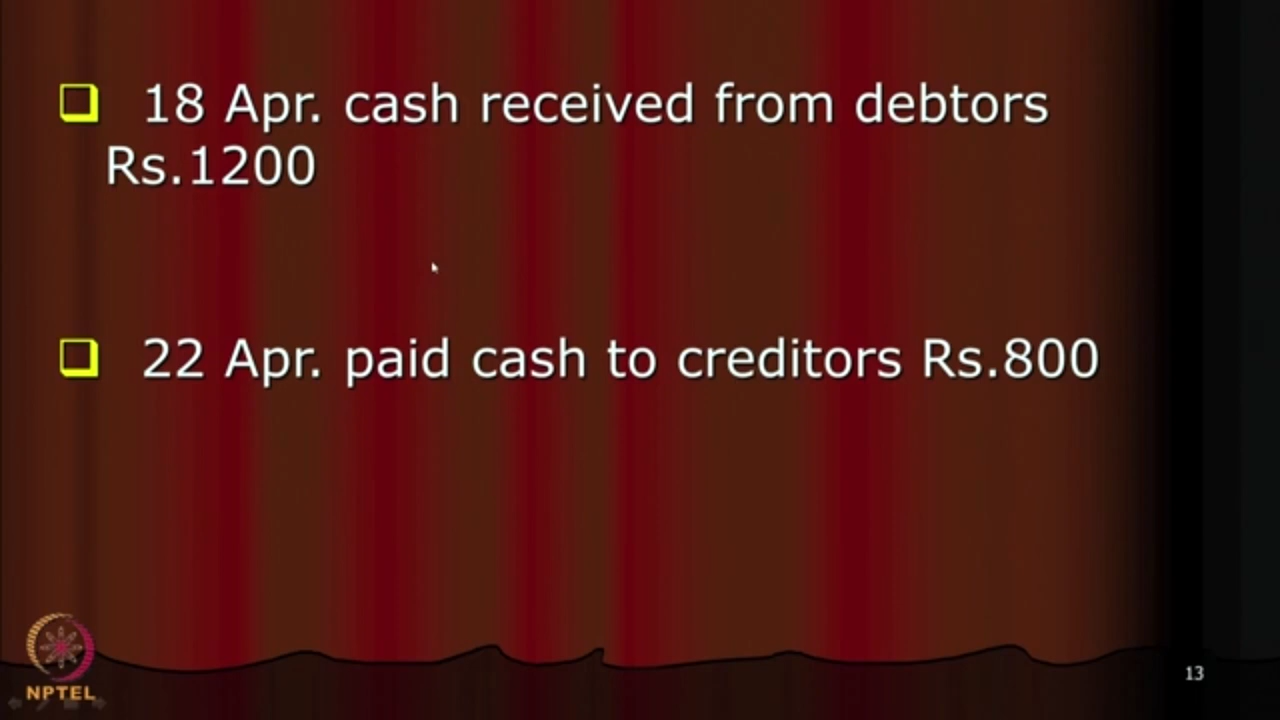 18 Apr. cash received from debtors
Rs.1200
22 Apr. paid cash to creditors Rs.800
NPTEL
13